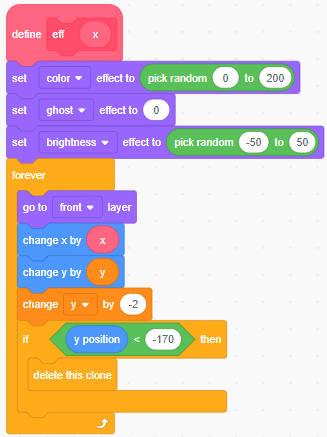 define eff x
set color effect to pick random 0 to 200
set ghost effect to 0
set brightness effect to pick random -50 to 50
forever
go to front layer
change x by x
change y by y
change y by -2
if y position < -170 then
delete this clone